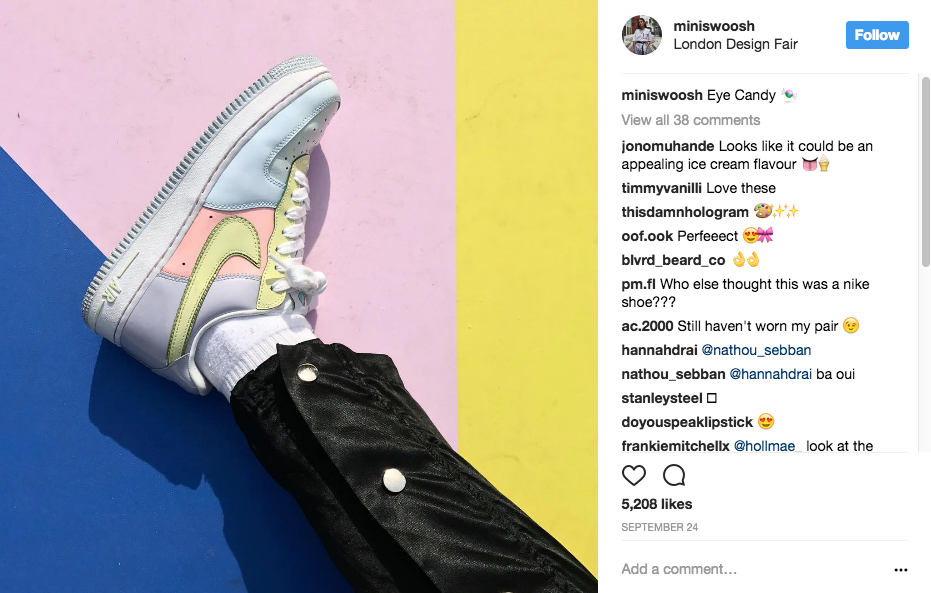 miniswoosh
London Design Fair
Follow
miniswoosh Eye Candy 🍬
View all 38 comments
jonomuhande Looks like it could be an
appealing ice cream flavour 👅🍦
timmyvanilli Love these
thisdamnhologram 🎨✨✨
oof.ook Perfeeect 😍🎀
blvrd_beard_co 👌👌
pm.fl Who else thought this was a nike
shoe???
ac.2000 Still haven't worn my pair 😉
hannahdrai @nathou_sebban
nathou_sebban @hannahdrai ba oui
stanleysteel □
doyouspeaklipstick 😍
frankiemitchellx @hollmae_ look at the
5,208 likes
SEPTEMBER 24
Add a comment…
AIR